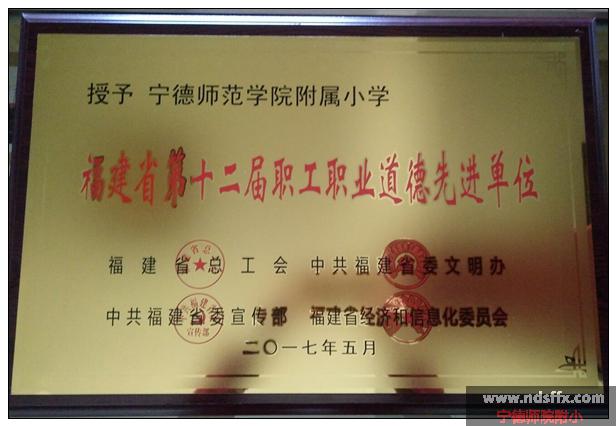 授予 宁德师范学院附属小学
福建省第十二届职工职业道德先进单位
福建省总工会 中共福建省委文明办
中共福建省委宣传部 福建省经济和信息化委员会
二〇一七年五月
www.ndsffx.com
宁德师院附小